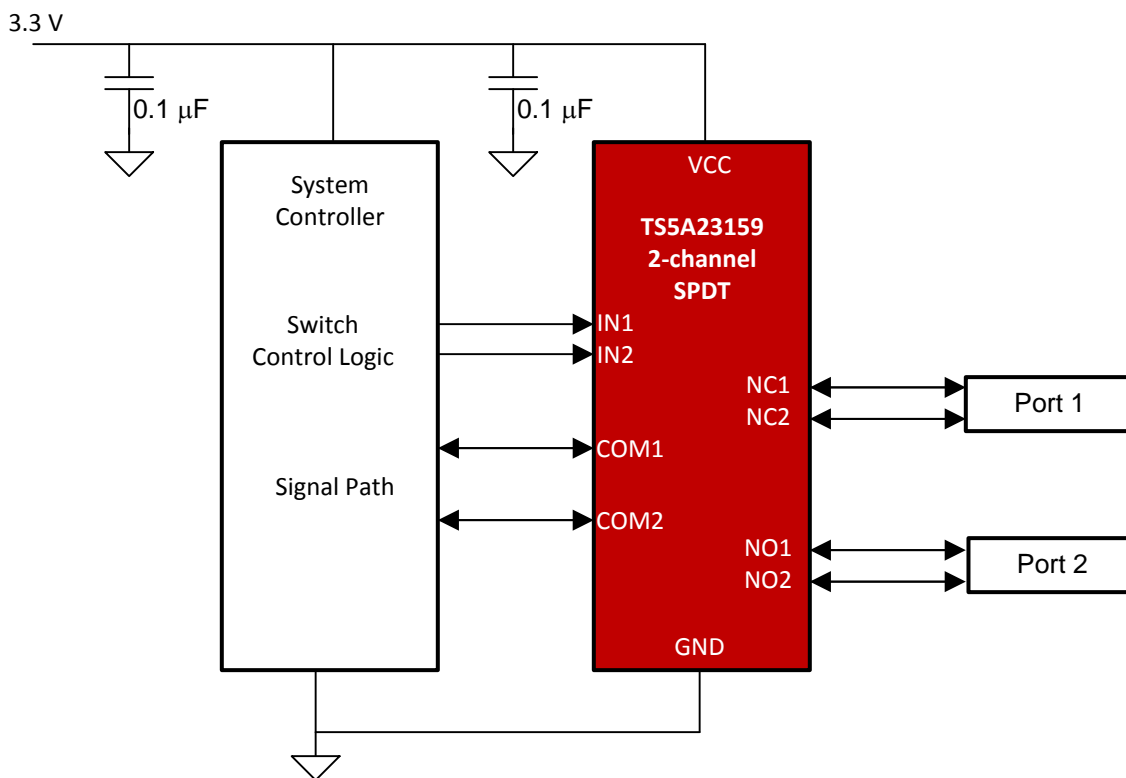 3.3 V
0.1 μF
0.1 μF
System
Controller
Switch
Control Logic
Signal Path
VCC
TS5A23159
2-channel
SPDT
IN1
IN2
COM1
COM2
NC1
NC2
NO1
NO2
GND
Port 1
Port 2